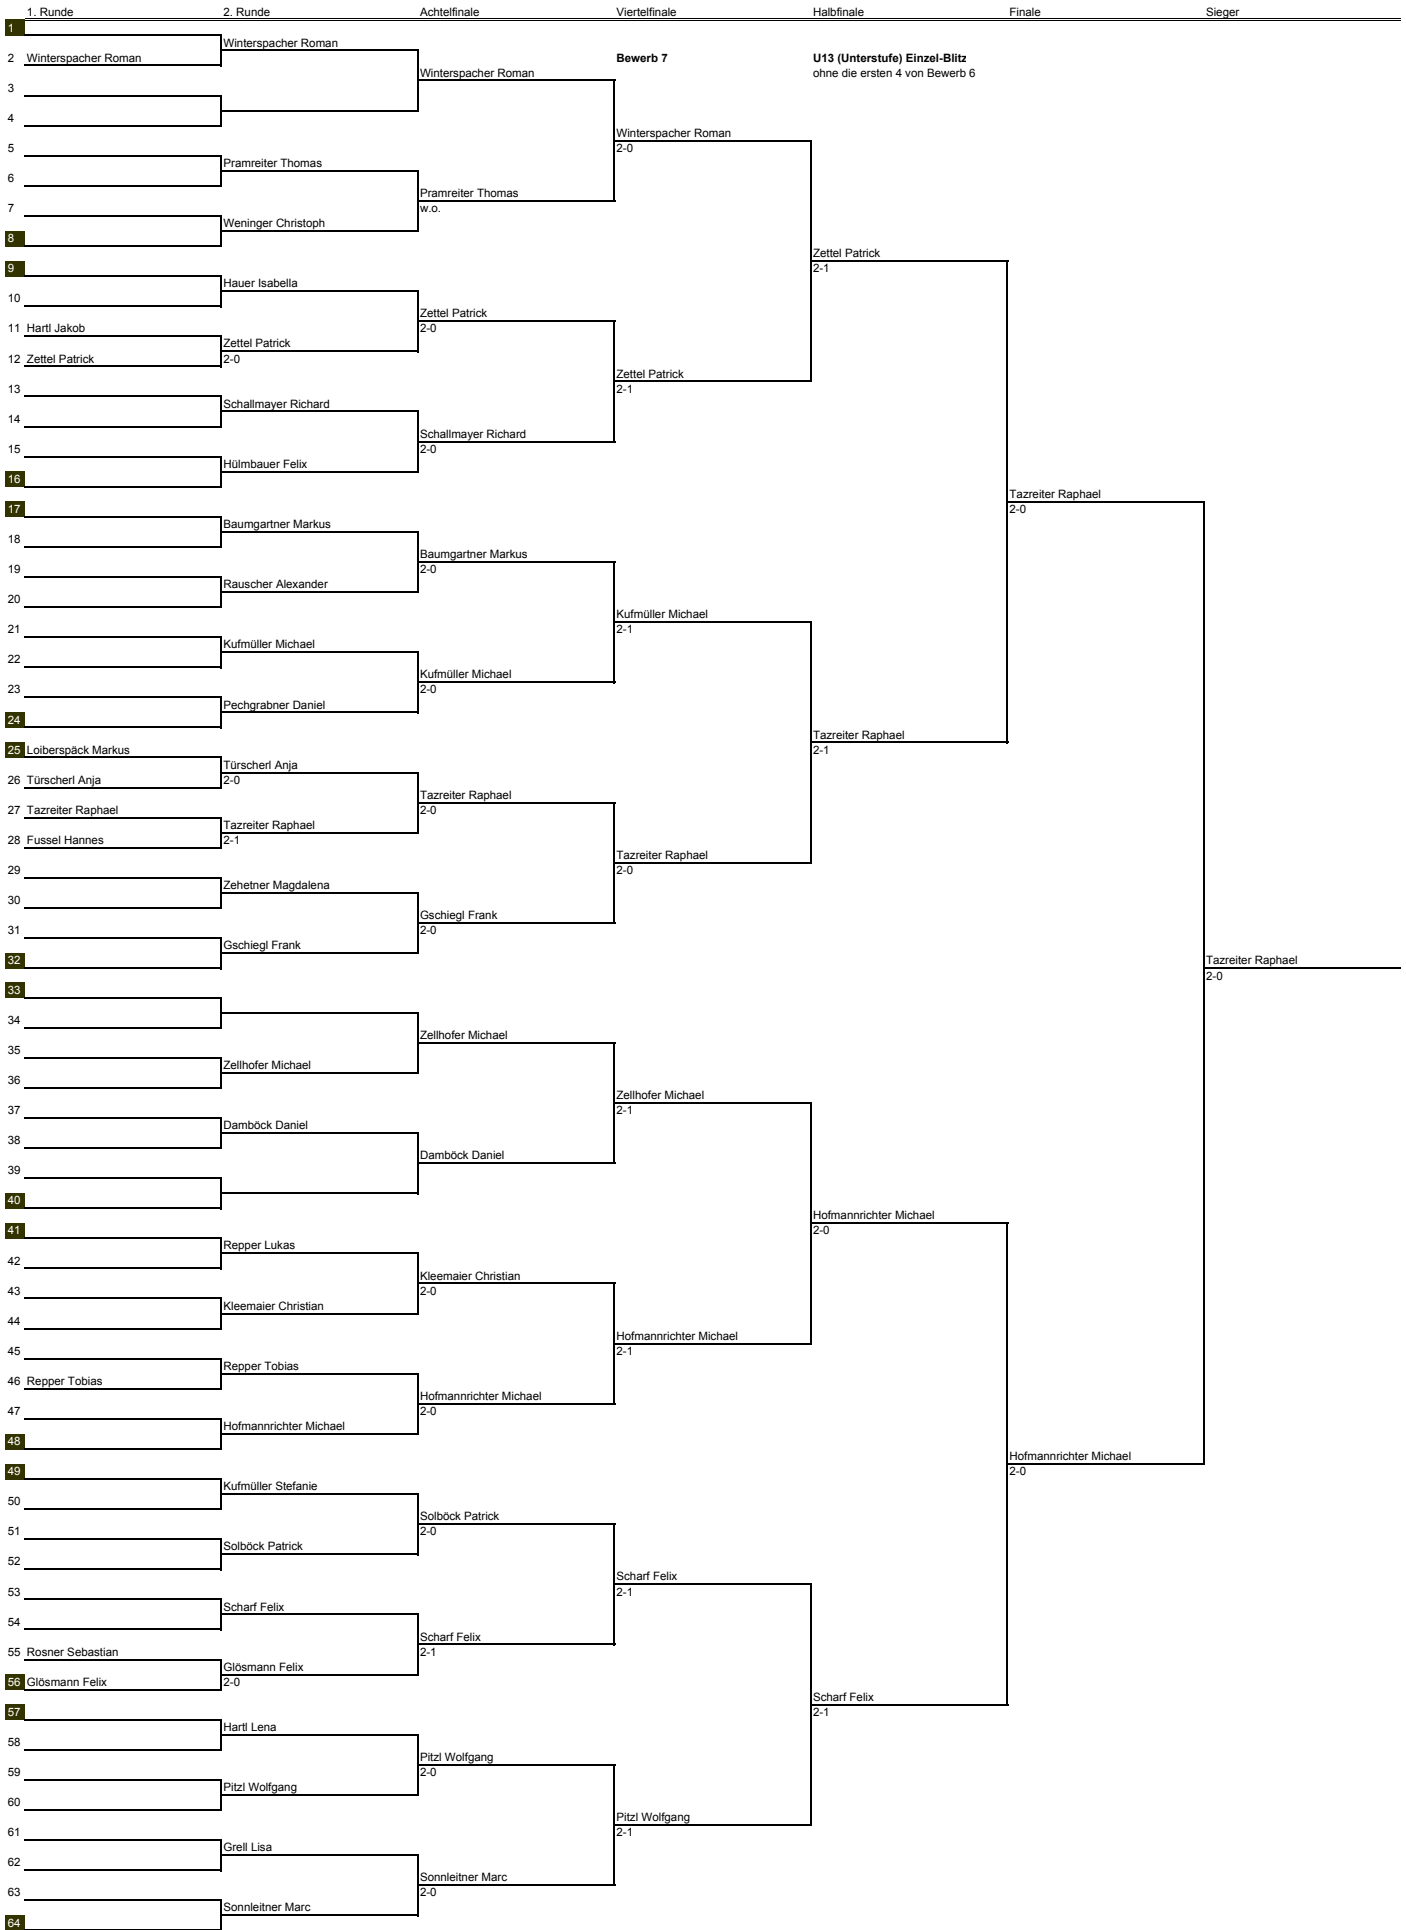 1. Runde 2. Runde Achtelfinale Viertelfinale Halbfinale Finale Sieger
1
Winterspacher Roman
2 Winterspacher Roman Bewerb 7 U13 (Unterstufe) Einzel-Blitz
Winterspacher Roman ohne die ersten 4 von Bewerb 6
3
4
Winterspacher Roman
5 2-0
Pramreiter Thomas
6
Pramreiter Thomas
7 w.o.
Weninger Christoph
8
Zettel Patrick
9 2-1
Hauer Isabella
10
Zettel Patrick
11 Hartl Jakob 2-0
Zettel Patrick
12 Zettel Patrick 2-0
Zettel Patrick
13 2-1
Schallmayer Richard
14
Schallmayer Richard
15 2-0
Hülmbauer Felix
16
Tazreiter Raphael
17 2-0
Baumgartner Markus
18
Baumgartner Markus
19 2-0
Rauscher Alexander
20
Kufmüller Michael
21 2-1
Kufmüller Michael
22
Kufmüller Michael
23 2-0
Pechgrabner Daniel
24
Tazreiter Raphael
25 Loiberspäck Markus 2-1
Türscherl Anja
26 Türscherl Anja 2-0
Tazreiter Raphael
27 Tazreiter Raphael 2-0
Tazreiter Raphael
28 Fussel Hannes 2-1
Tazreiter Raphael
29 2-0
Zehetner Magdalena
30
Gschiegl Frank
31 2-0
Gschiegl Frank
32 Tazreiter Raphael
2-0
33
34
Zellhofer Michael
35
Zellhofer Michael
36
Zellhofer Michael
37 2-1
Damböck Daniel
38
Damböck Daniel
39
40
Hofmannrichter Michael
41 2-0
Repper Lukas
42
Kleemaier Christian
43 2-0
Kleemaier Christian
44
Hofmannrichter Michael
45 2-1
Repper Tobias
46 Repper Tobias
Hofmannrichter Michael
47 2-0
Hofmannrichter Michael
48
Hofmannrichter Michael
49 2-0
Kufmüller Stefanie
50
Solböck Patrick
51 2-0
Solböck Patrick
52
Scharf Felix
53 2-1
Scharf Felix
54
Scharf Felix
55 Rosner Sebastian 2-1
Glösmann Felix
56 Glösmann Felix 2-0
Scharf Felix
57 2-1
Hartl Lena
58
Pitzl Wolfgang
59 2-0
Pitzl Wolfgang
60
Pitzl Wolfgang
61 2-1
Grell Lisa
62
Sonnleitner Marc
63 2-0
Sonnleitner Marc
64